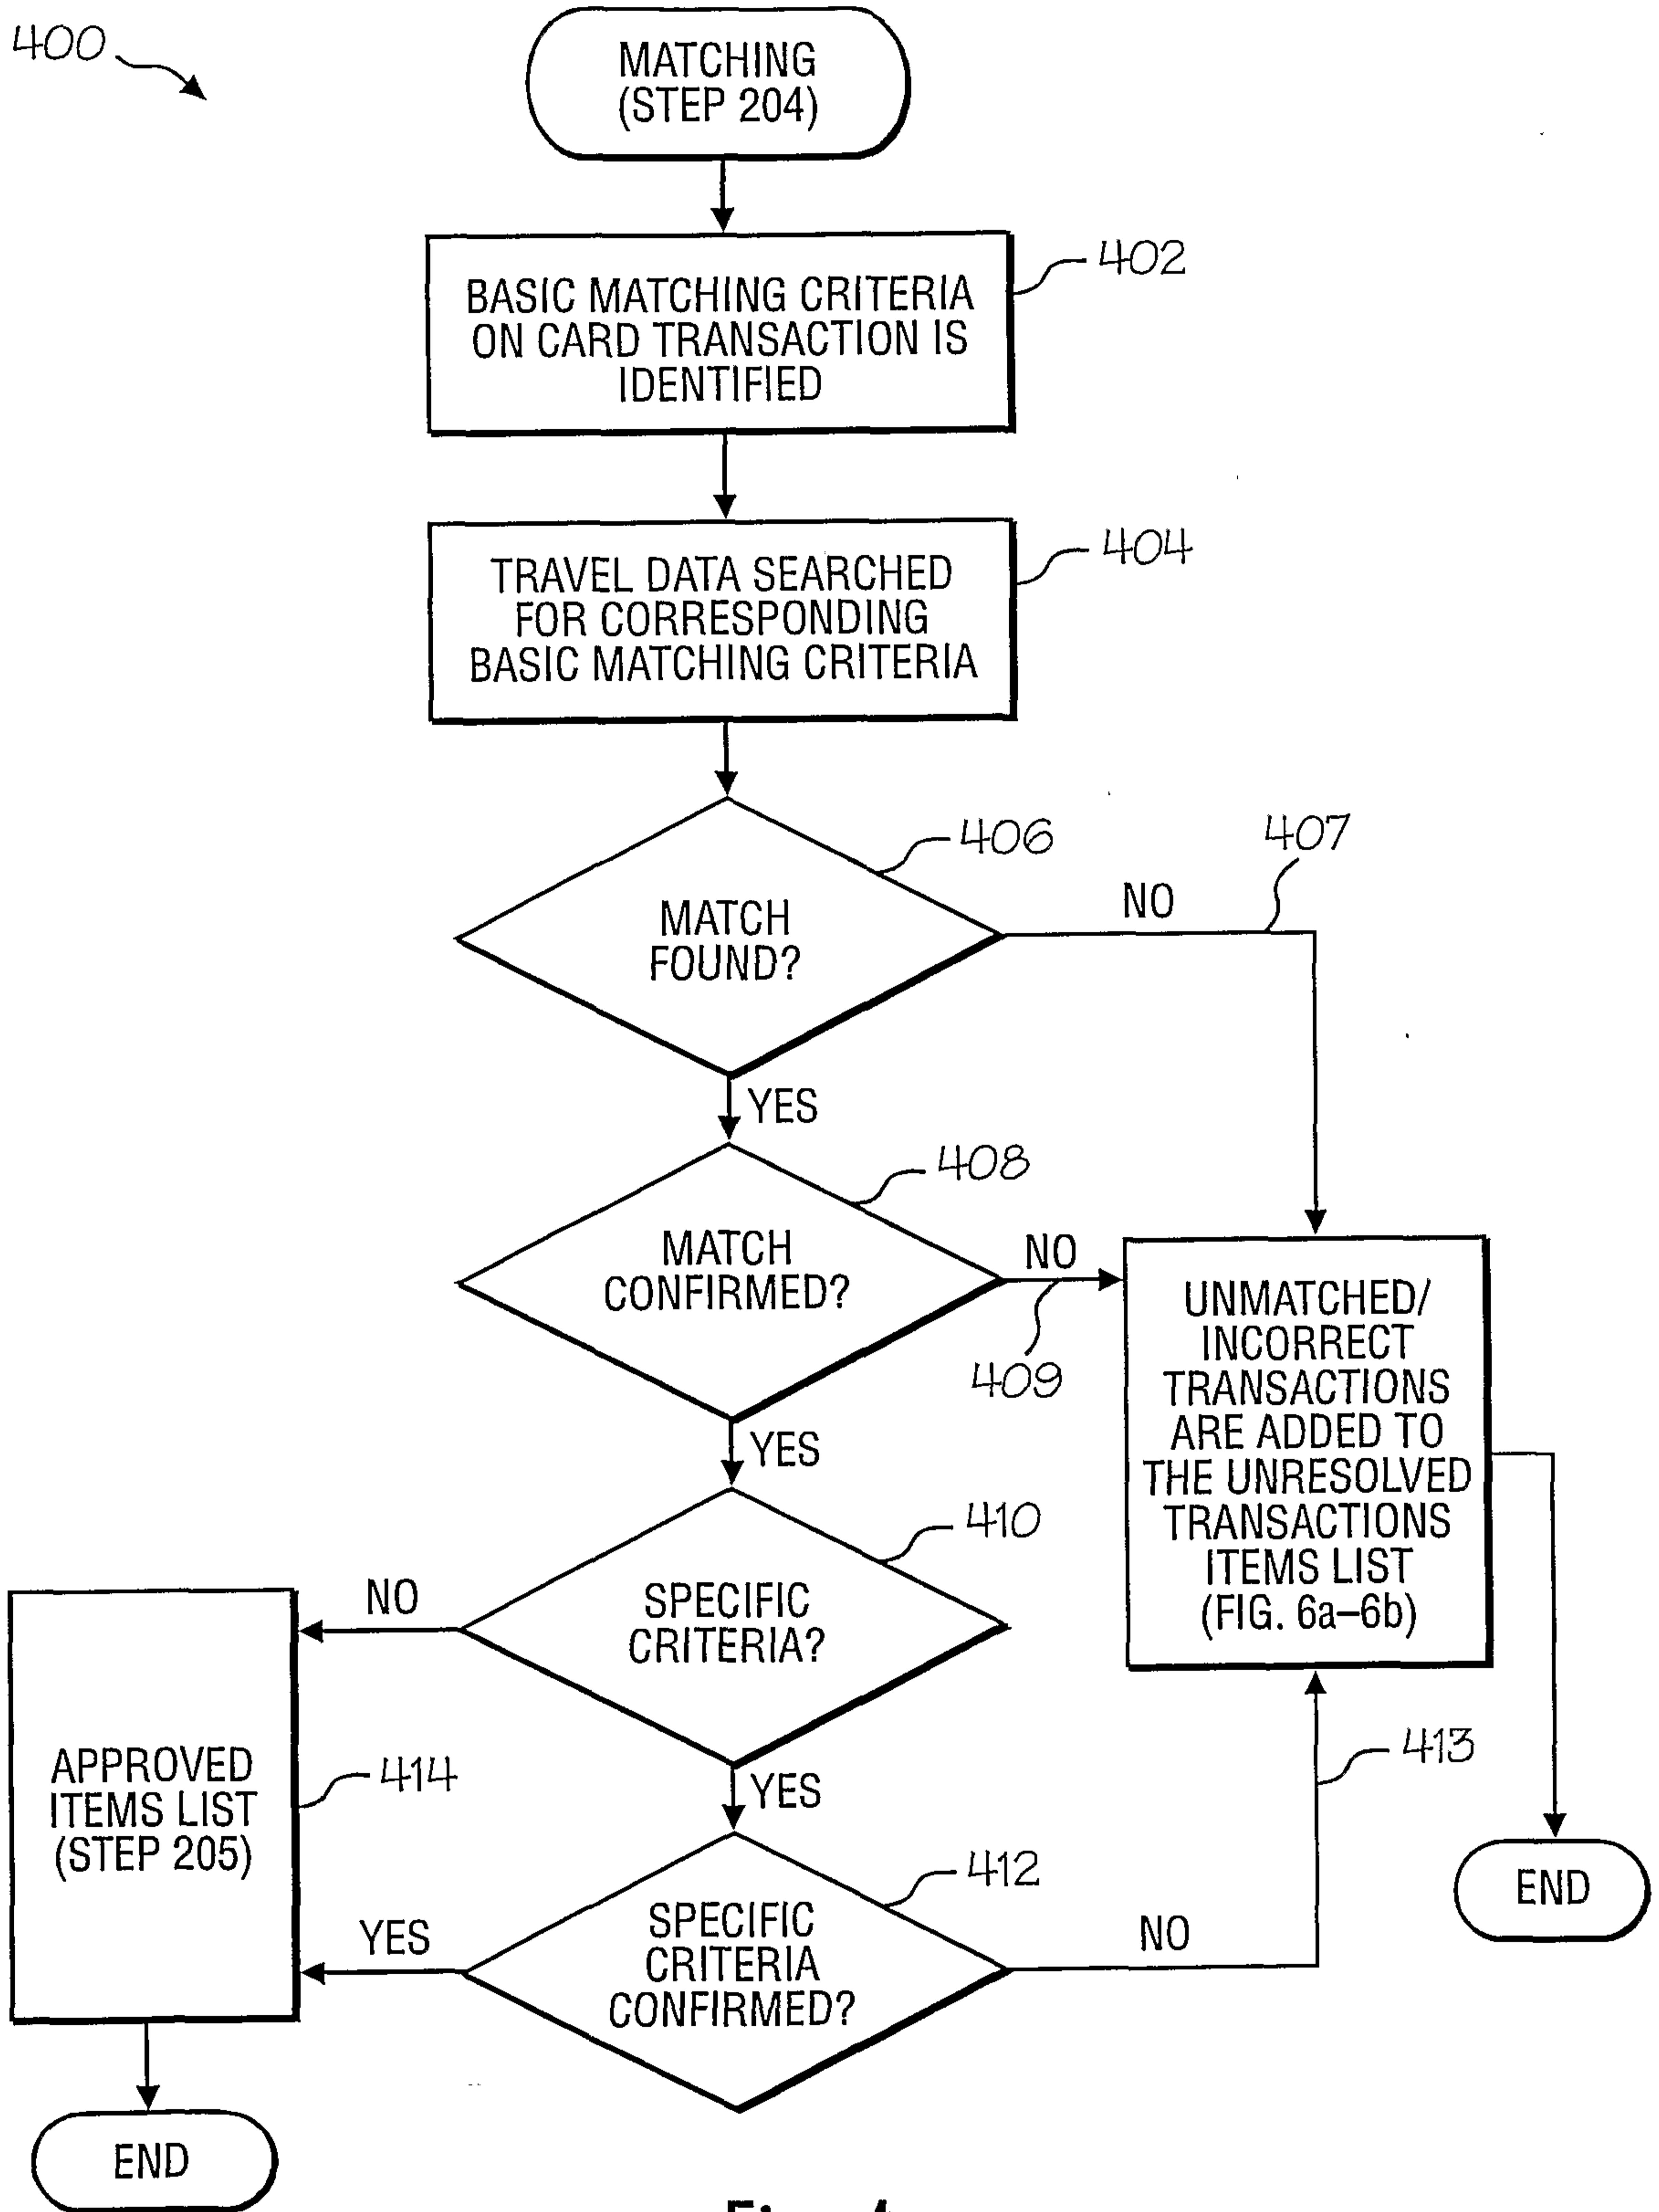 400
MATCHING
(STEP 204)
402
BASIC MATCHING CRITERIA
ON CARD TRANSACTION IS
IDENTIFIED
404
TRAVEL DATA SEARCHED
FOR CORRESPONDING
BASIC MATCHING CRITERIA
406
407
MATCH
FOUND?
NO
YES
408
MATCH
CONFIRMED?
NO
409
YES
UNMATCHED/
INCORRECT
TRANSACTIONS
ARE ADDED TO
THE UNRESOLVED
TRANSACTIONS
ITEMS LIST
(FIG. 6a–6b)
410
SPECIFIC
CRITERIA?
NO
YES
413
APPROVED
ITEMS LIST
(STEP 205)
414
412
SPECIFIC
CRITERIA
CONFIRMED?
YES
NO
END
END